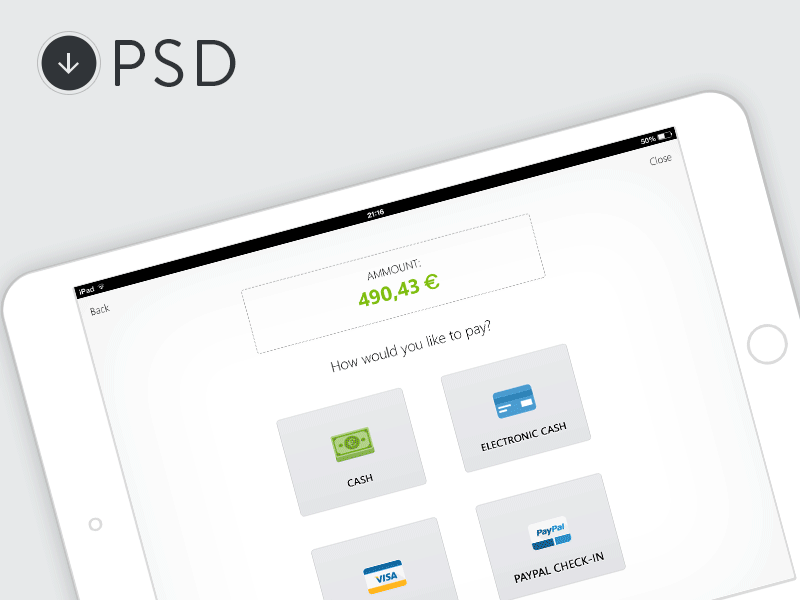 PSD
50%
21:16
iPad
Close
Back
AMMOUNT:
490,43 €
How would you like to pay?
CASH
ELECTRONIC CASH
VISA
PayPal
PAYPAL CHECK-IN